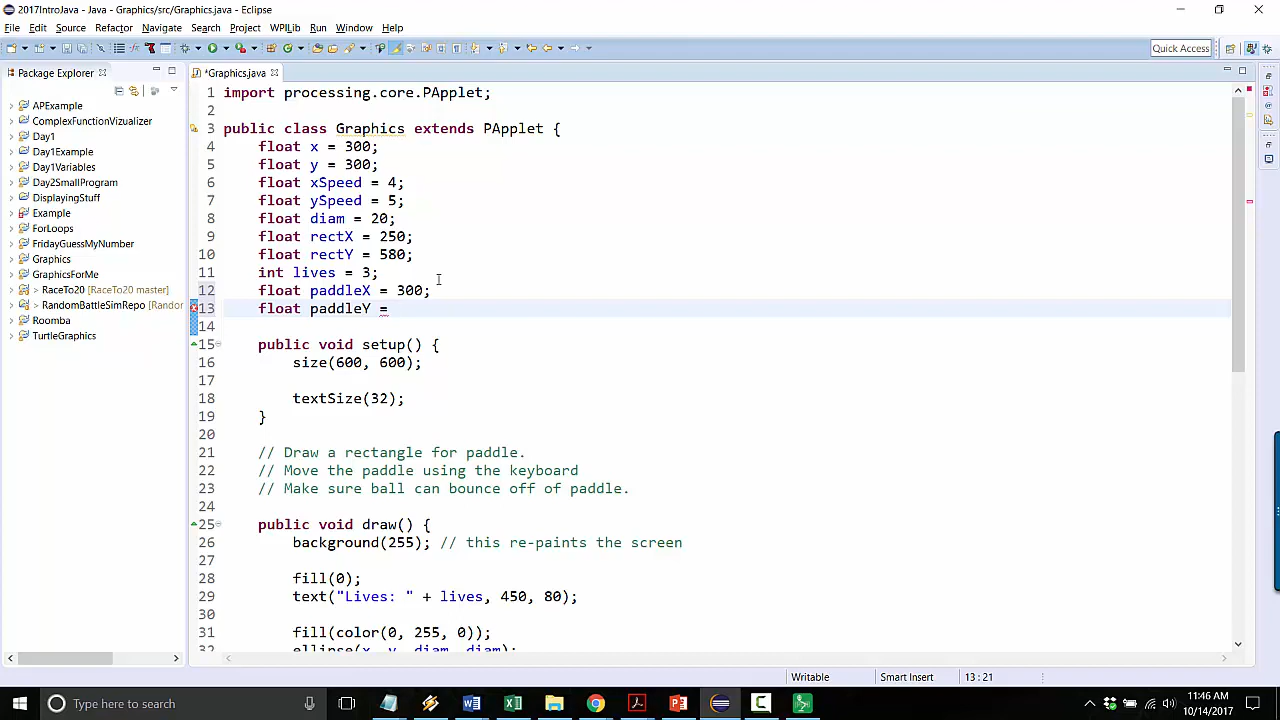 2017IntroJava - Java - Graphics/src/Graphics.java - Eclipse
File Edit Source Refactor Navigate Search Project WPILib Run Window Help
Quick Access
Package Explorer
*Graphics.java
APExample
ComplexFunctionVizualizer
Day1
Day1Example
Day1Variables
Day2SmallProgram
DisplayingStuff
Example
ForLoops
FridayGuessMyNumber
Graphics
GraphicsForMe
> RaceTo20 [RaceTo20 master]
> RandomBattleSimRepo [Randor
Roomba
TurtleGraphics
1 import processing.core.PApplet;
2
3 public class Graphics extends PApplet {
4 float x = 300;
5 float y = 300;
6 float xSpeed = 4;
7 float ySpeed = 5;
8 float diam = 20;
9 float rectX = 250;
10 float rectY = 580;
11 int lives = 3;
12 float paddleX = 300;
13 float paddleY =
14
15 public void setup() {
16 size(600, 600);
17
18 textSize(32);
19 }
20
21 // Draw a rectangle for paddle.
22 // Move the paddle using the keyboard
23 // Make sure ball can bounce off of paddle.
24
25 public void draw() {
26 background(255); // this re-paints the screen
27
28 fill(0);
29 text("Lives: " + lives, 450, 80);
30
31 fill(color(0, 255, 0));
32 ellipse(x, y, diam, diam);
Writable Smart Insert 13 : 21
Type here to search
11:46 AM
10/14/2017